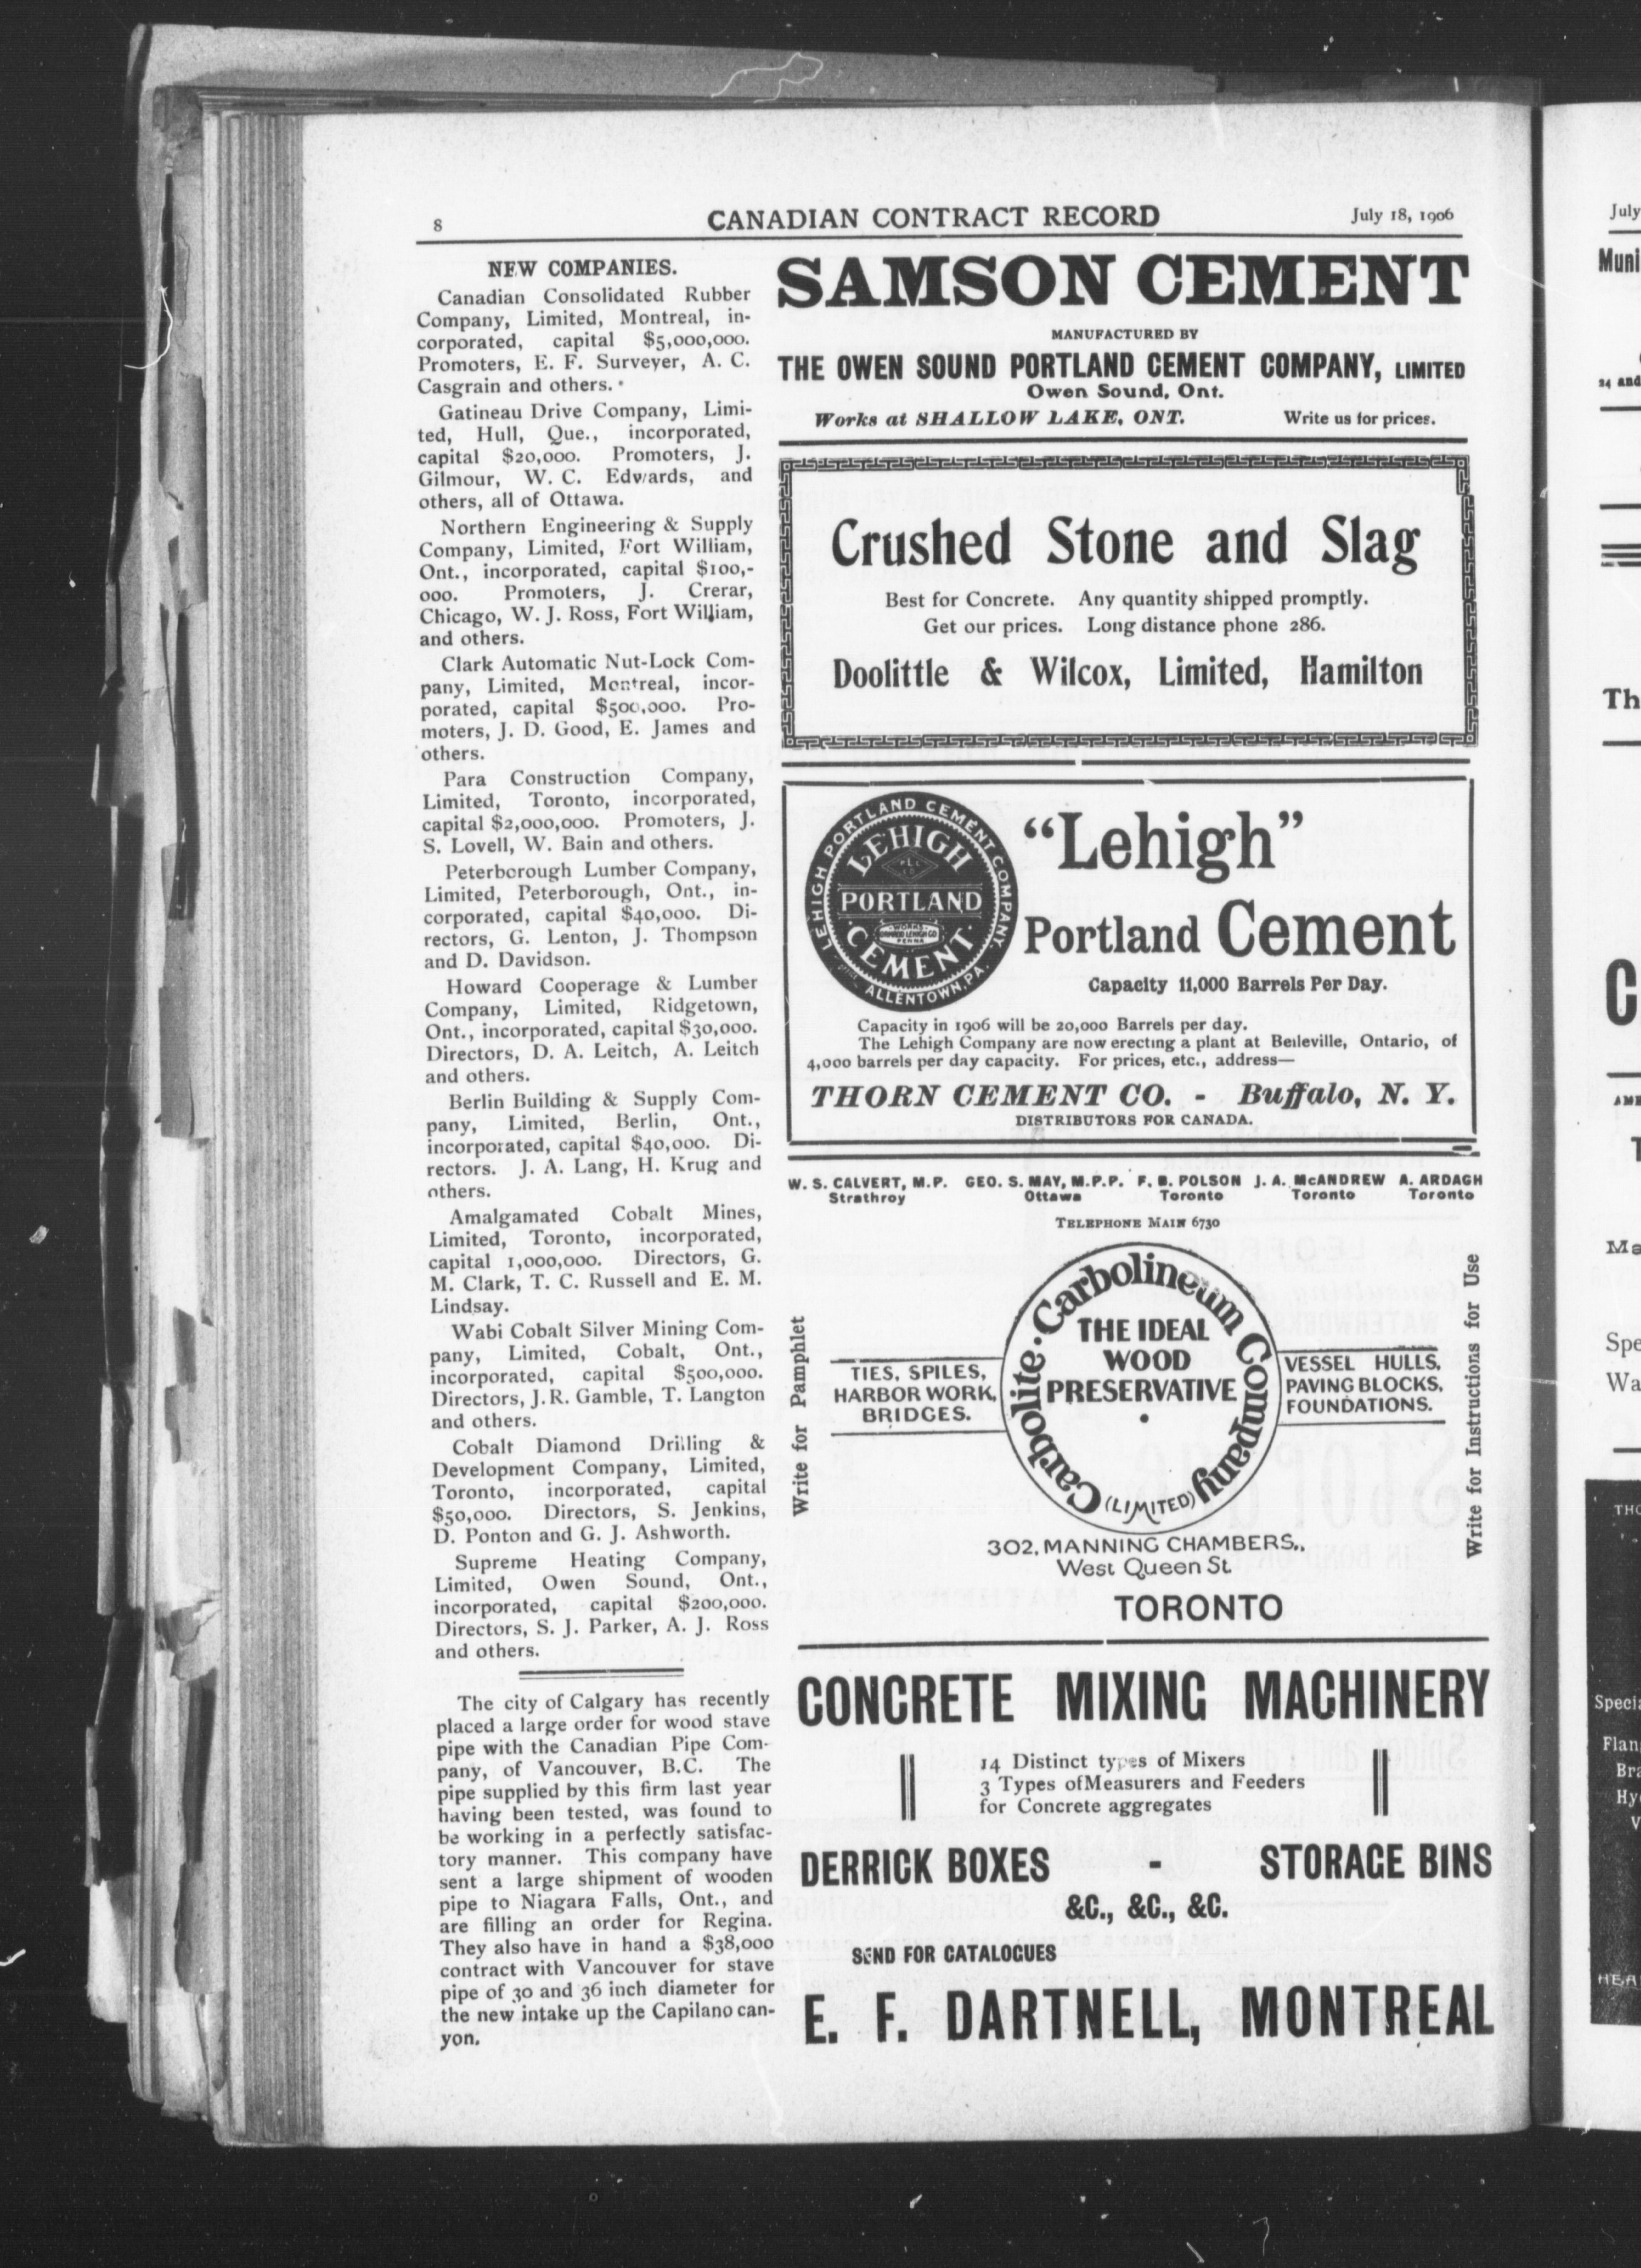 8
CANADIAN CONTRACT RECORD
July 18, 1906
NEW COMPANIES.
Canadian Consolidated Rubber
Company, Limited, Montreal, in-
corporated, capital $5,000,000.
Promoters, E. F. Surveyer, A. C.
Casgrain and others.
Gatineau Drive Company, Limi-
ted, Hull, Que., incorporated,
capital $20,000. Promoters, J.
Gilmour, W. C. Edwards, and
others, all of Ottawa.
Northern Engineering & Supply
Company, Limited, Fort William,
Ont., incorporated, capital $100,-
000. Promoters, J. Crerar,
Chicago, W. J. Ross, Fort William,
and others.
Clark Automatic Nut-Lock Com-
pany, Limited, Montreal, incor-
porated, capital $500,000. Pro-
moters, J. D. Good, E. James and
others.
Para Construction Company,
Limited, Toronto, incorporated,
capital $2,000,000. Promoters, J.
S. Lovell, W. Bain and others.
Peterborough Lumber Company,
Limited, Peterborough, Ont., in-
corporated, capital $40,000. Di-
rectors, G. Lenton, J. Thompson
and D. Davidson.
Howard Cooperage & Lumber
Company, Limited, Ridgetown,
Ont., incorporated, capital $30,000.
Directors, D. A. Leitch, A. Leitch
and others.
Berlin Building & Supply Com-
pany, Limited, Berlin, Ont.,
incorporated, capital $40,000. Di-
rectors. J. A. Lang, H. Krug and
others.
Amalgamated Cobalt Mines,
Limited, Toronto, incorporated,
capital 1,000,000. Directors, G.
M. Clark, T. C. Russell and E. M.
Lindsay.
Wabi Cobalt Silver Mining Com-
pany, Limited, Cobalt, Ont.,
incorporated, capital $500,000.
Directors, J. R. Gamble, T. Langton
and others.
Cobalt Diamond Drilling &
Development Company, Limited,
Toronto, incorporated, capital
$50,000. Directors, S. Jenkins,
D. Ponton and G. J. Ashworth.
Supreme Heating Company,
Limited, Owen Sound, Ont.,
incorporated, capital $200,000.
Directors, S. J. Parker, A. J. Ross
and others.
The city of Calgary has recently
placed a large order for wood stave
pipe with the Canadian Pipe Com-
pany, of Vancouver, B.C. The
pipe supplied by this firm last year
having been tested, was found to
be working in a perfectly satisfac-
tory manner. This company have
sent a large shipment of wooden
pipe to Niagara Falls, Ont., and
are filling an order for Regina.
They also have in hand a $38,000
contract with Vancouver for stave
pipe of 30 and 36 inch diameter for
the new intake up the Capilano can-
yon.
SAMSON CEMENT
MANUFACTURED BY
THE OWEN SOUND PORTLAND CEMENT COMPANY, LIMITED
Owen Sound, Ont.
Works at SHALLOW LAKE, ONT. Write us for prices.
Crushed Stone and Slag
Best for Concrete. Any quantity shipped promptly.
Get our prices. Long distance phone 286.
Doolittle & Wilcox, Limited, Hamilton
LEHIGH PORTLAND CEMENT COMPANY
ALLENTOWN, PA.
LEHIGH
PORTLAND
CEMENT
"Lehigh"
Portland Cement
Capacity 11,000 Barrels Per Day.
Capacity in 1906 will be 20,000 Barrels per day.
The Lehigh Company are now erecting a plant at Belleville, Ontario, of
4,000 barrels per day capacity. For prices, etc., address—
THORN CEMENT CO. - Buffalo, N. Y.
DISTRIBUTORS FOR CANADA.
W. S. CALVERT, M.P. GEO. S. MAY, M.P.P. F. B. POLSON J. A. McANDREW A. ARDAGH
Strathroy Ottawa Toronto Toronto Toronto
TELEPHONE MAIN 6730
Write for Pamphlet
TIES, SPILES,
HARBOR WORK,
BRIDGES.
Carbolite-Carbolineum Company
(LIMITED)
THE IDEAL
WOOD
PRESERVATIVE
VESSEL HULLS,
PAVING BLOCKS,
FOUNDATIONS.
Write for Instructions for Use
302, MANNING CHAMBERS,,
West Queen St.
TORONTO
CONCRETE MIXING MACHINERY
14 Distinct types of Mixers
3 Types of Measurers and Feeders
for Concrete aggregates
DERRICK BOXES - STORAGE BINS
&C., &C., &C.
SEND FOR CATALOGUES
E. F. DARTNELL, MONTREAL
July
Muni
24 and
Th
C
Spe
Wa
Flan